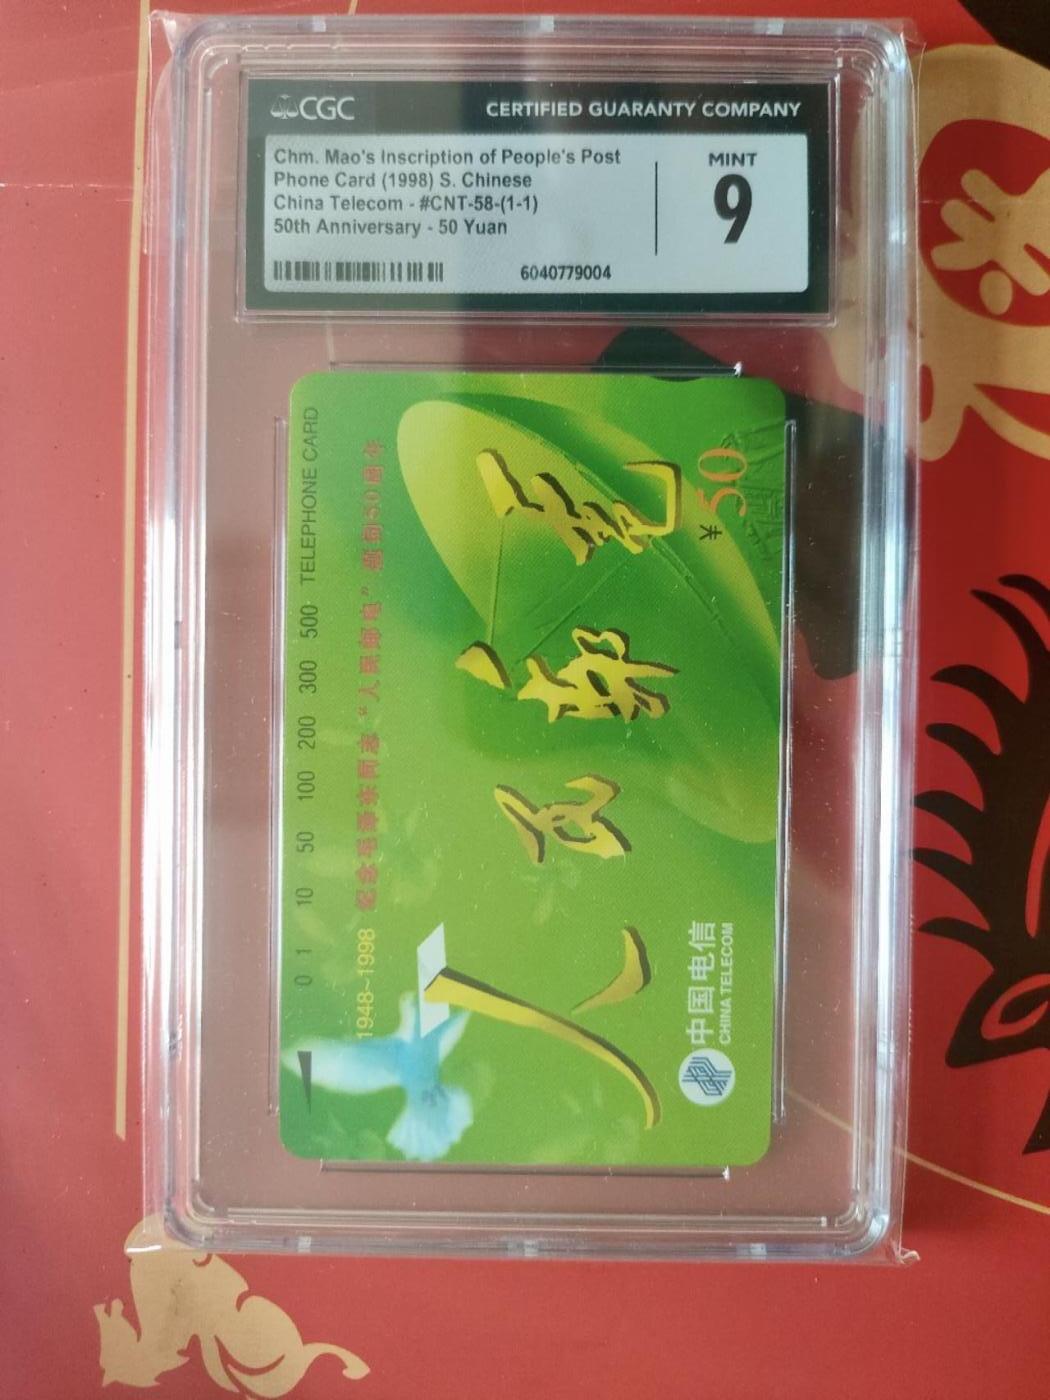 CGC
CERTIFIED GUARANTY COMPANY
Chm. Mao's Inscription of People's Post
Phone Card (1998) S. Chinese
China Telecom - #CNT-58-(1-1)
50th Anniversary - 50 Yuan
6040779004
MINT
9
0 1 10 50 100 200 300 500 TELEPHONE CARD
1948~1998 纪念毛泽东同志“人民邮电”题词50周年
人民邮电
¥50
中国电信
CHINA TELECOM